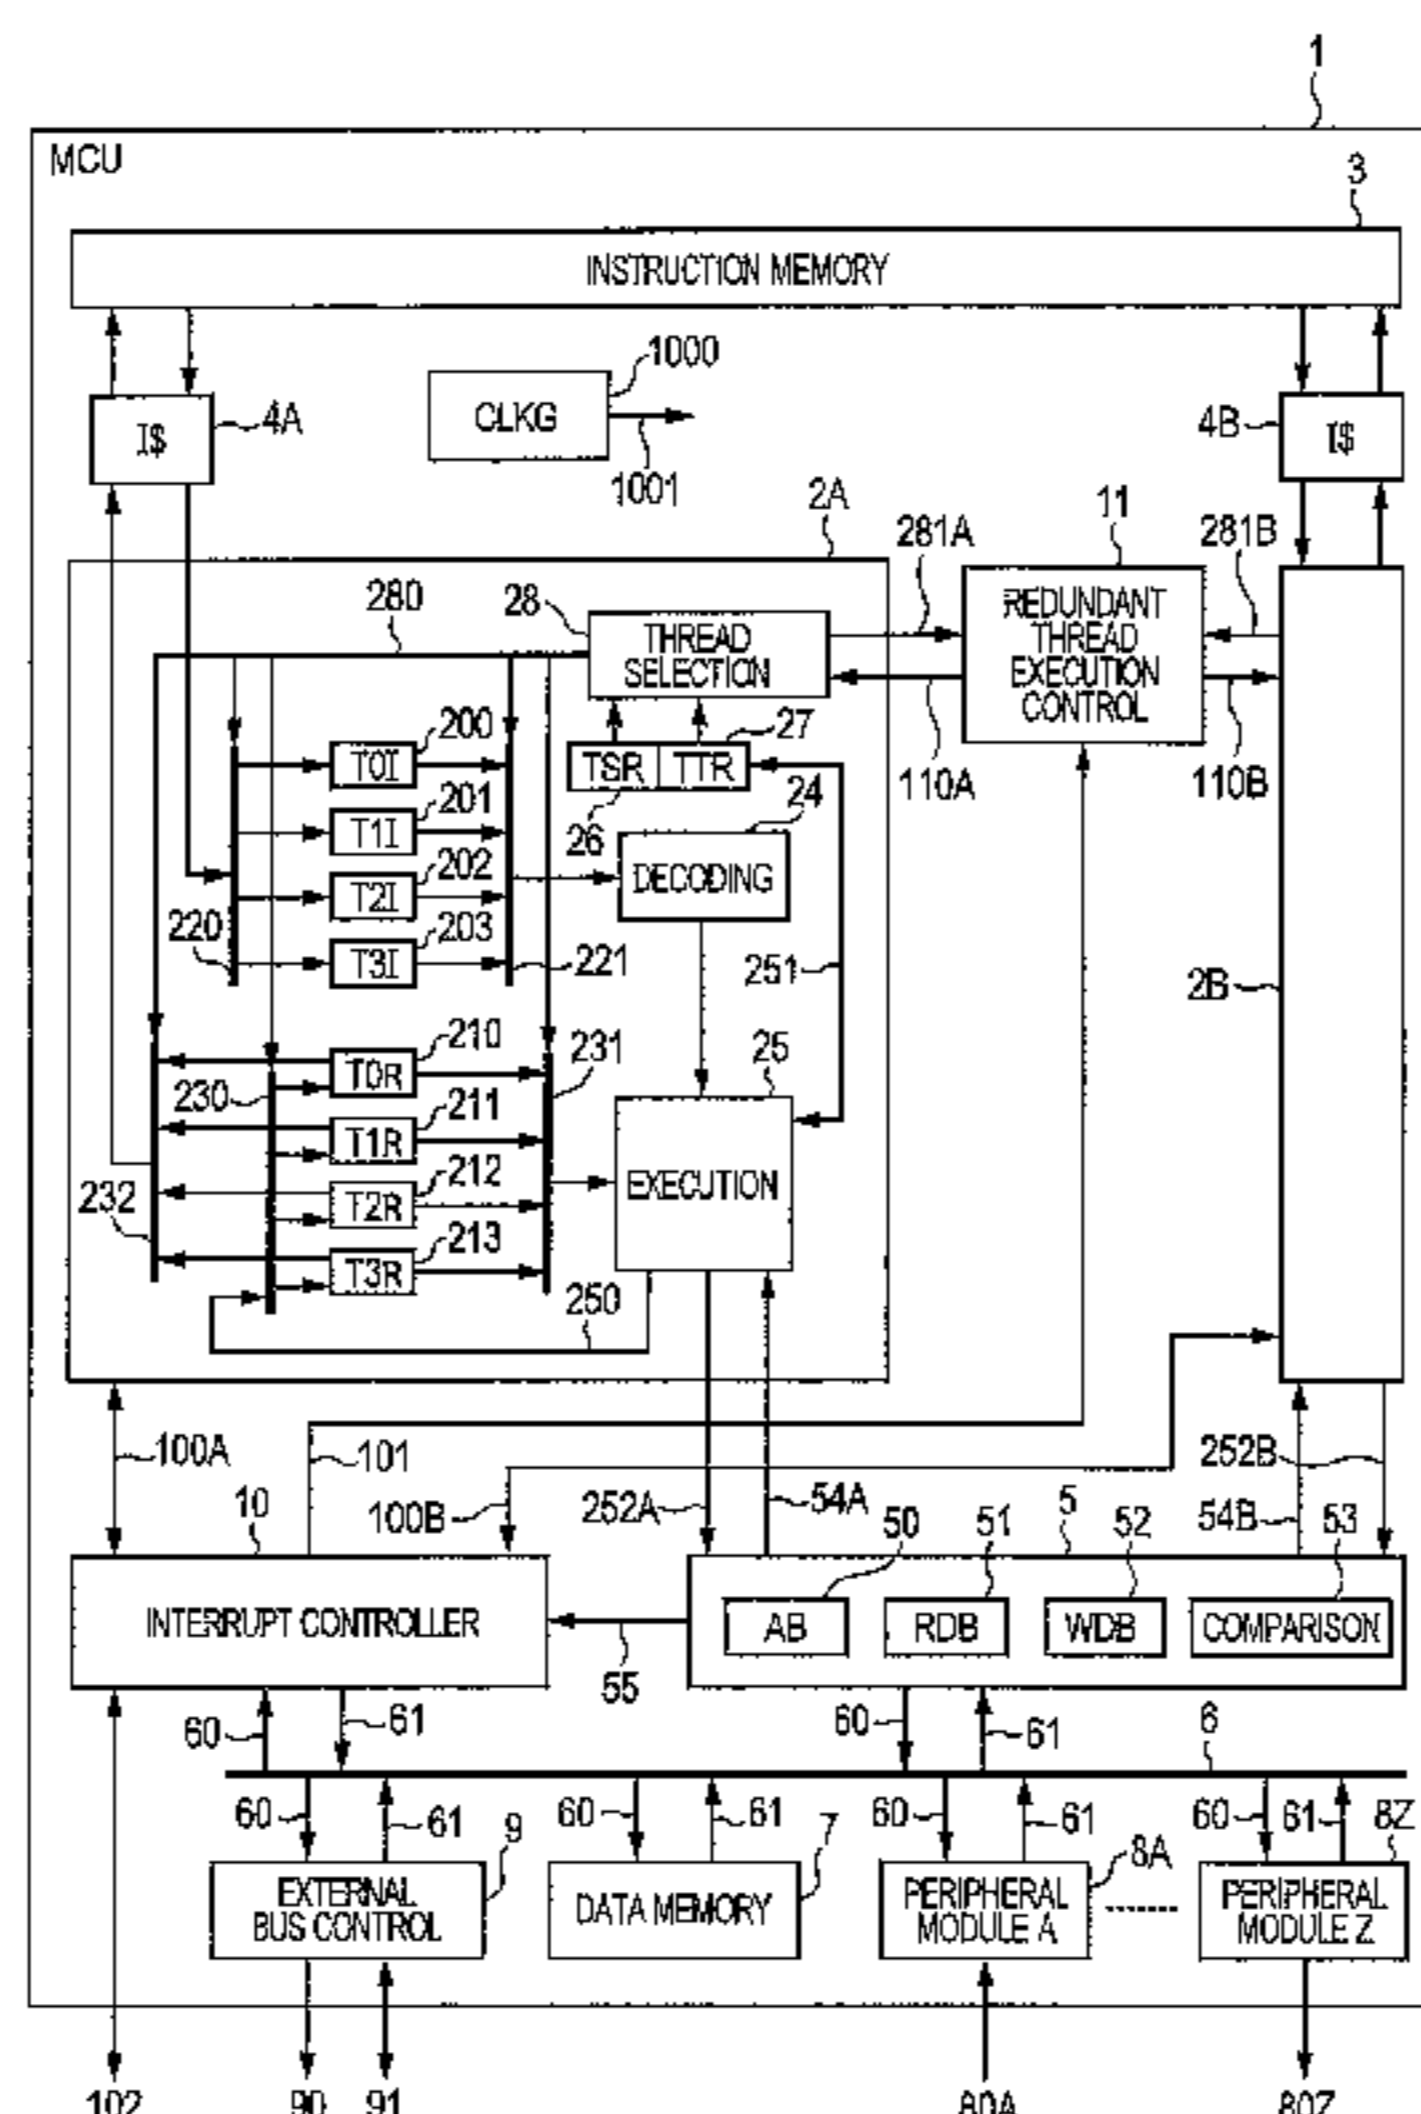 1
MCU
3
INSTRUCTION MEMORY
1000
4A
I$
CLKG
4B
I$
1001
2A
11
281A
281B
280
28
THREAD
SELECTION
REDUNDANT
THREAD
EXECUTION
CONTROL
200
27
T0I
TSR
TTR
110A
110B
201
24
T1I
26
202
DECODING
T2I
220
203
T3I
221
251
2B
210
231
25
T0R
230
211
T1R
EXECUTION
212
232
T2R
213
T3R
250
100A
101
252B
10
100B
252A
54A
50
51
5
52
54B
53
INTERRUPT CONTROLLER
AB
RDB
WDB
COMPARISON
55
60
61
60
61
6
60
61
9
60
61
7
60
61
8A
60
61
8Z
EXTERNAL
BUS CONTROL
DATA MEMORY
PERIPHERAL
MODULE A
PERIPHERAL
MODULE Z
102
90
91
80A
80Z